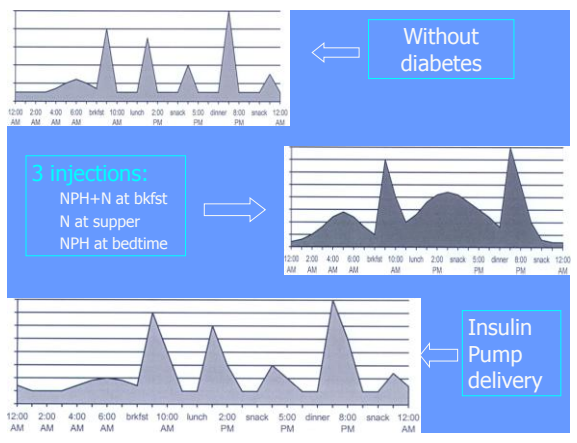 Without
diabetes
12:00 2:00 4:00 6:00 brkfst 10:00 lunch 2:00 snack 5:00 dinner 8:00 snack 12:00
AM AM AM AM AM PM PM PM AM
3 injections:
NPH+N at bkfst
N at supper
NPH at bedtime
12:00 2:00 4:00 6:00 brkfst 10:00 lunch 2:00 snack 5:00 dinner 8:00 snack 12:00
AM AM AM AM AM PM PM PM AM
Insulin
Pump
delivery
12:00 2:00 4:00 6:00 brkfst 10:00 lunch 2:00 snack 5:00 dinner 8:00 snack 12:00
AM AM AM AM AM PM PM PM AM